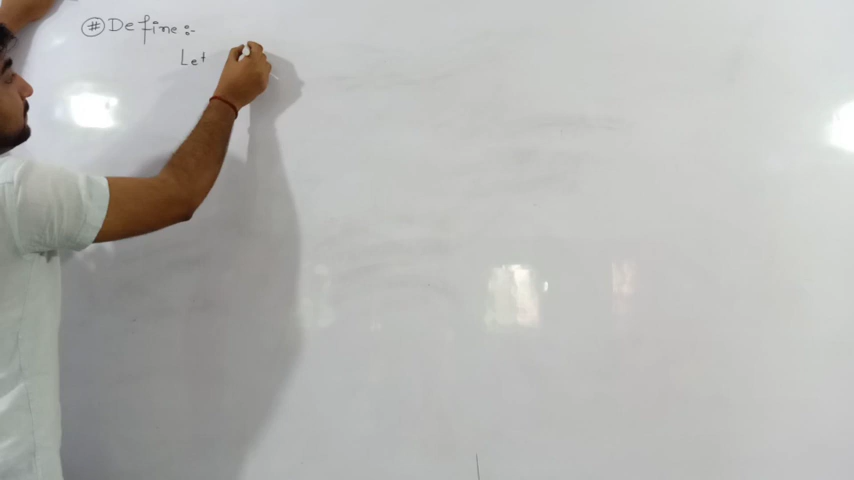 # Define :-
Let